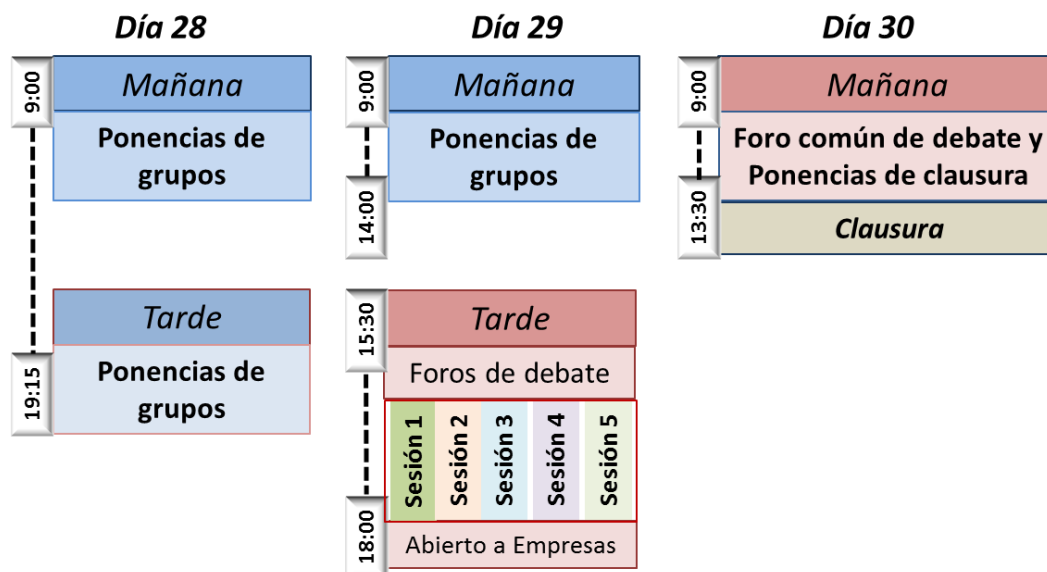 Día 28
9:00
Mañana
Ponencias de
grupos
Tarde
19:15
Ponencias de
grupos
Día 29
9:00
Mañana
Ponencias de
grupos
14:00
15:30
Tarde
Foros de debate
Sesión 1
Sesión 2
Sesión 3
Sesión 4
Sesión 5
18:00
Abierto a Empresas
Día 30
9:00
Mañana
Foro común de debate y
Ponencias de clausura
13:30
Clausura